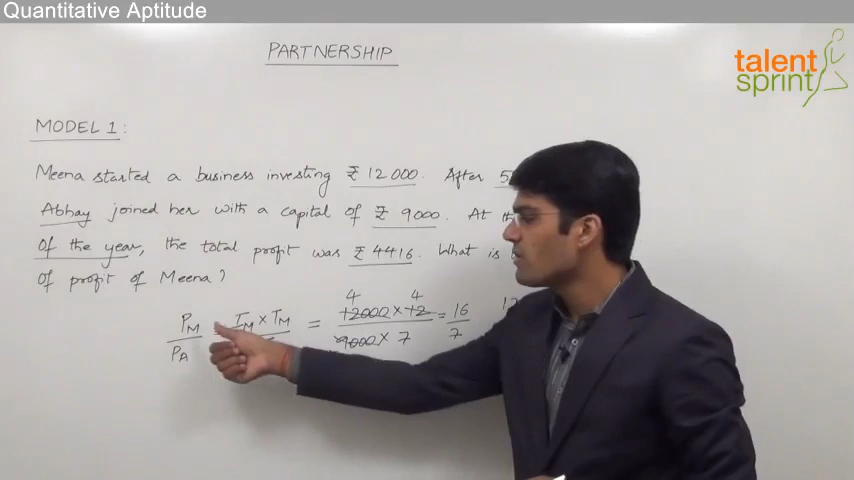 Quantitative Aptitude
PARTNERSHIP
talent
sprint
MODEL 1:
Meena started a business investing ₹ 12000. After 5
Abhay joined her with a capital of ₹ 9000. At th
of the year, the total profit was ₹ 4416. What is
of profit of Meena?
4 4
P_M / P_A = I_M × T_M = 12000 × 12 / 9000 × 7 = 16 / 7